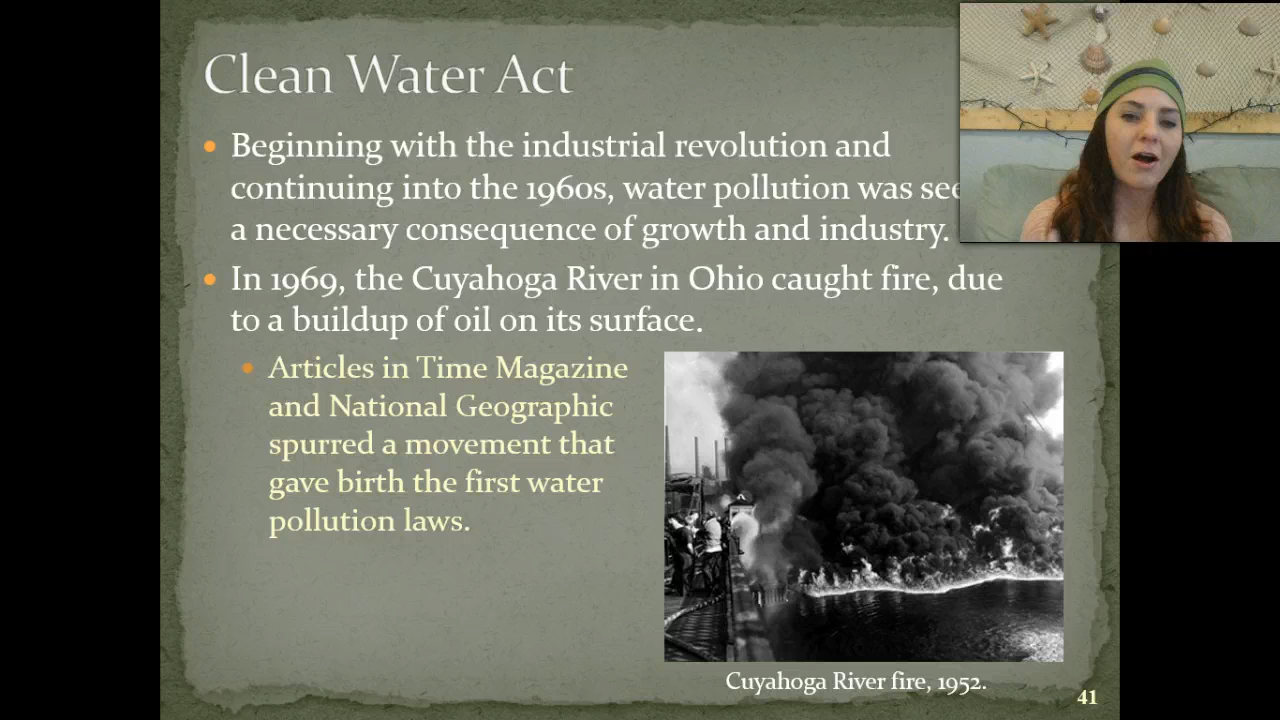 Clean Water Act
• Beginning with the industrial revolution and
continuing into the 1960s, water pollution was
a necessary consequence of growth and industry.
• In 1969, the Cuyahoga River in Ohio caught fire, due
to a buildup of oil on its surface.
• Articles in Time Magazine
and National Geographic
spurred a movement that
gave birth the first water
pollution laws.
Cuyahoga River fire, 1952.
41